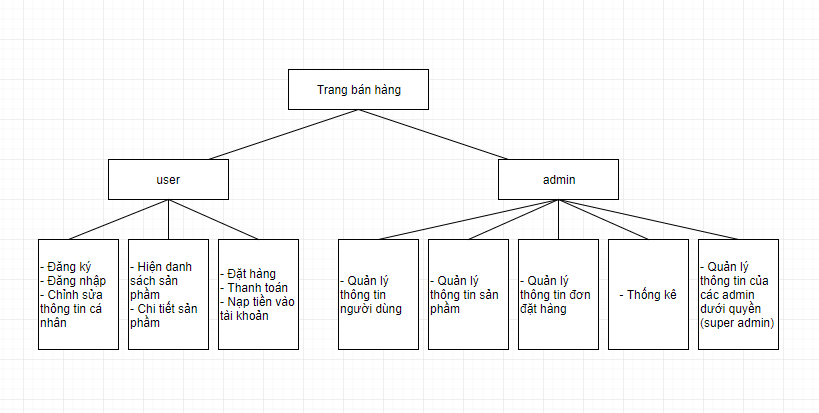 Trang bán hàng
user
admin
- Đăng ký
- Đăng nhập
- Chỉnh sửa
thông tin cá
nhân
- Hiện danh
sách sản
phầm
- Chi tiết sản
phầm
- Đặt hàng
- Thanh toán
- Nạp tiền vào
tài khoản
- Quản lý
thông tin
người dùng
- Quản lý
thông tin sản
phầm
- Quản lý
thông tin đơn
đặt hàng
- Thống kê
- Quản lý
thông tin của
các admin
dưới quyền
(super admin)